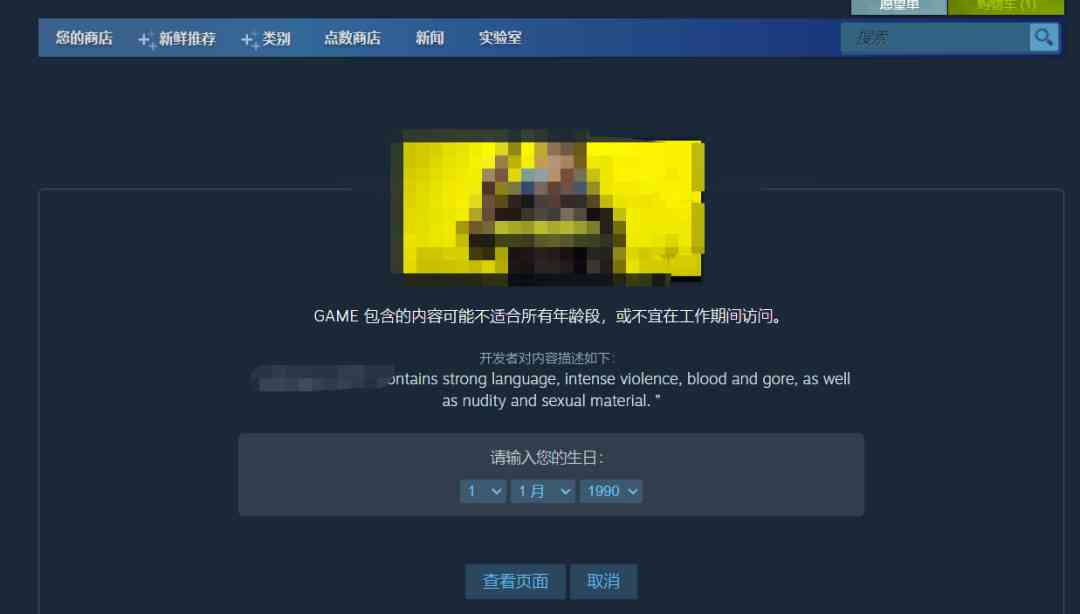 愿望单
购物车 (1)
您的商店 新鲜推荐 类别 点数商店 新闻 实验室 搜索
GAME 包含的内容可能不适合所有年龄段，或不宜在工作期间访问。
开发者对内容描述如下：
ontains strong language, intense violence, blood and gore, as well
as nudity and sexual material. ”
请输入您的生日：
1 1 月 1990
查看页面 取消